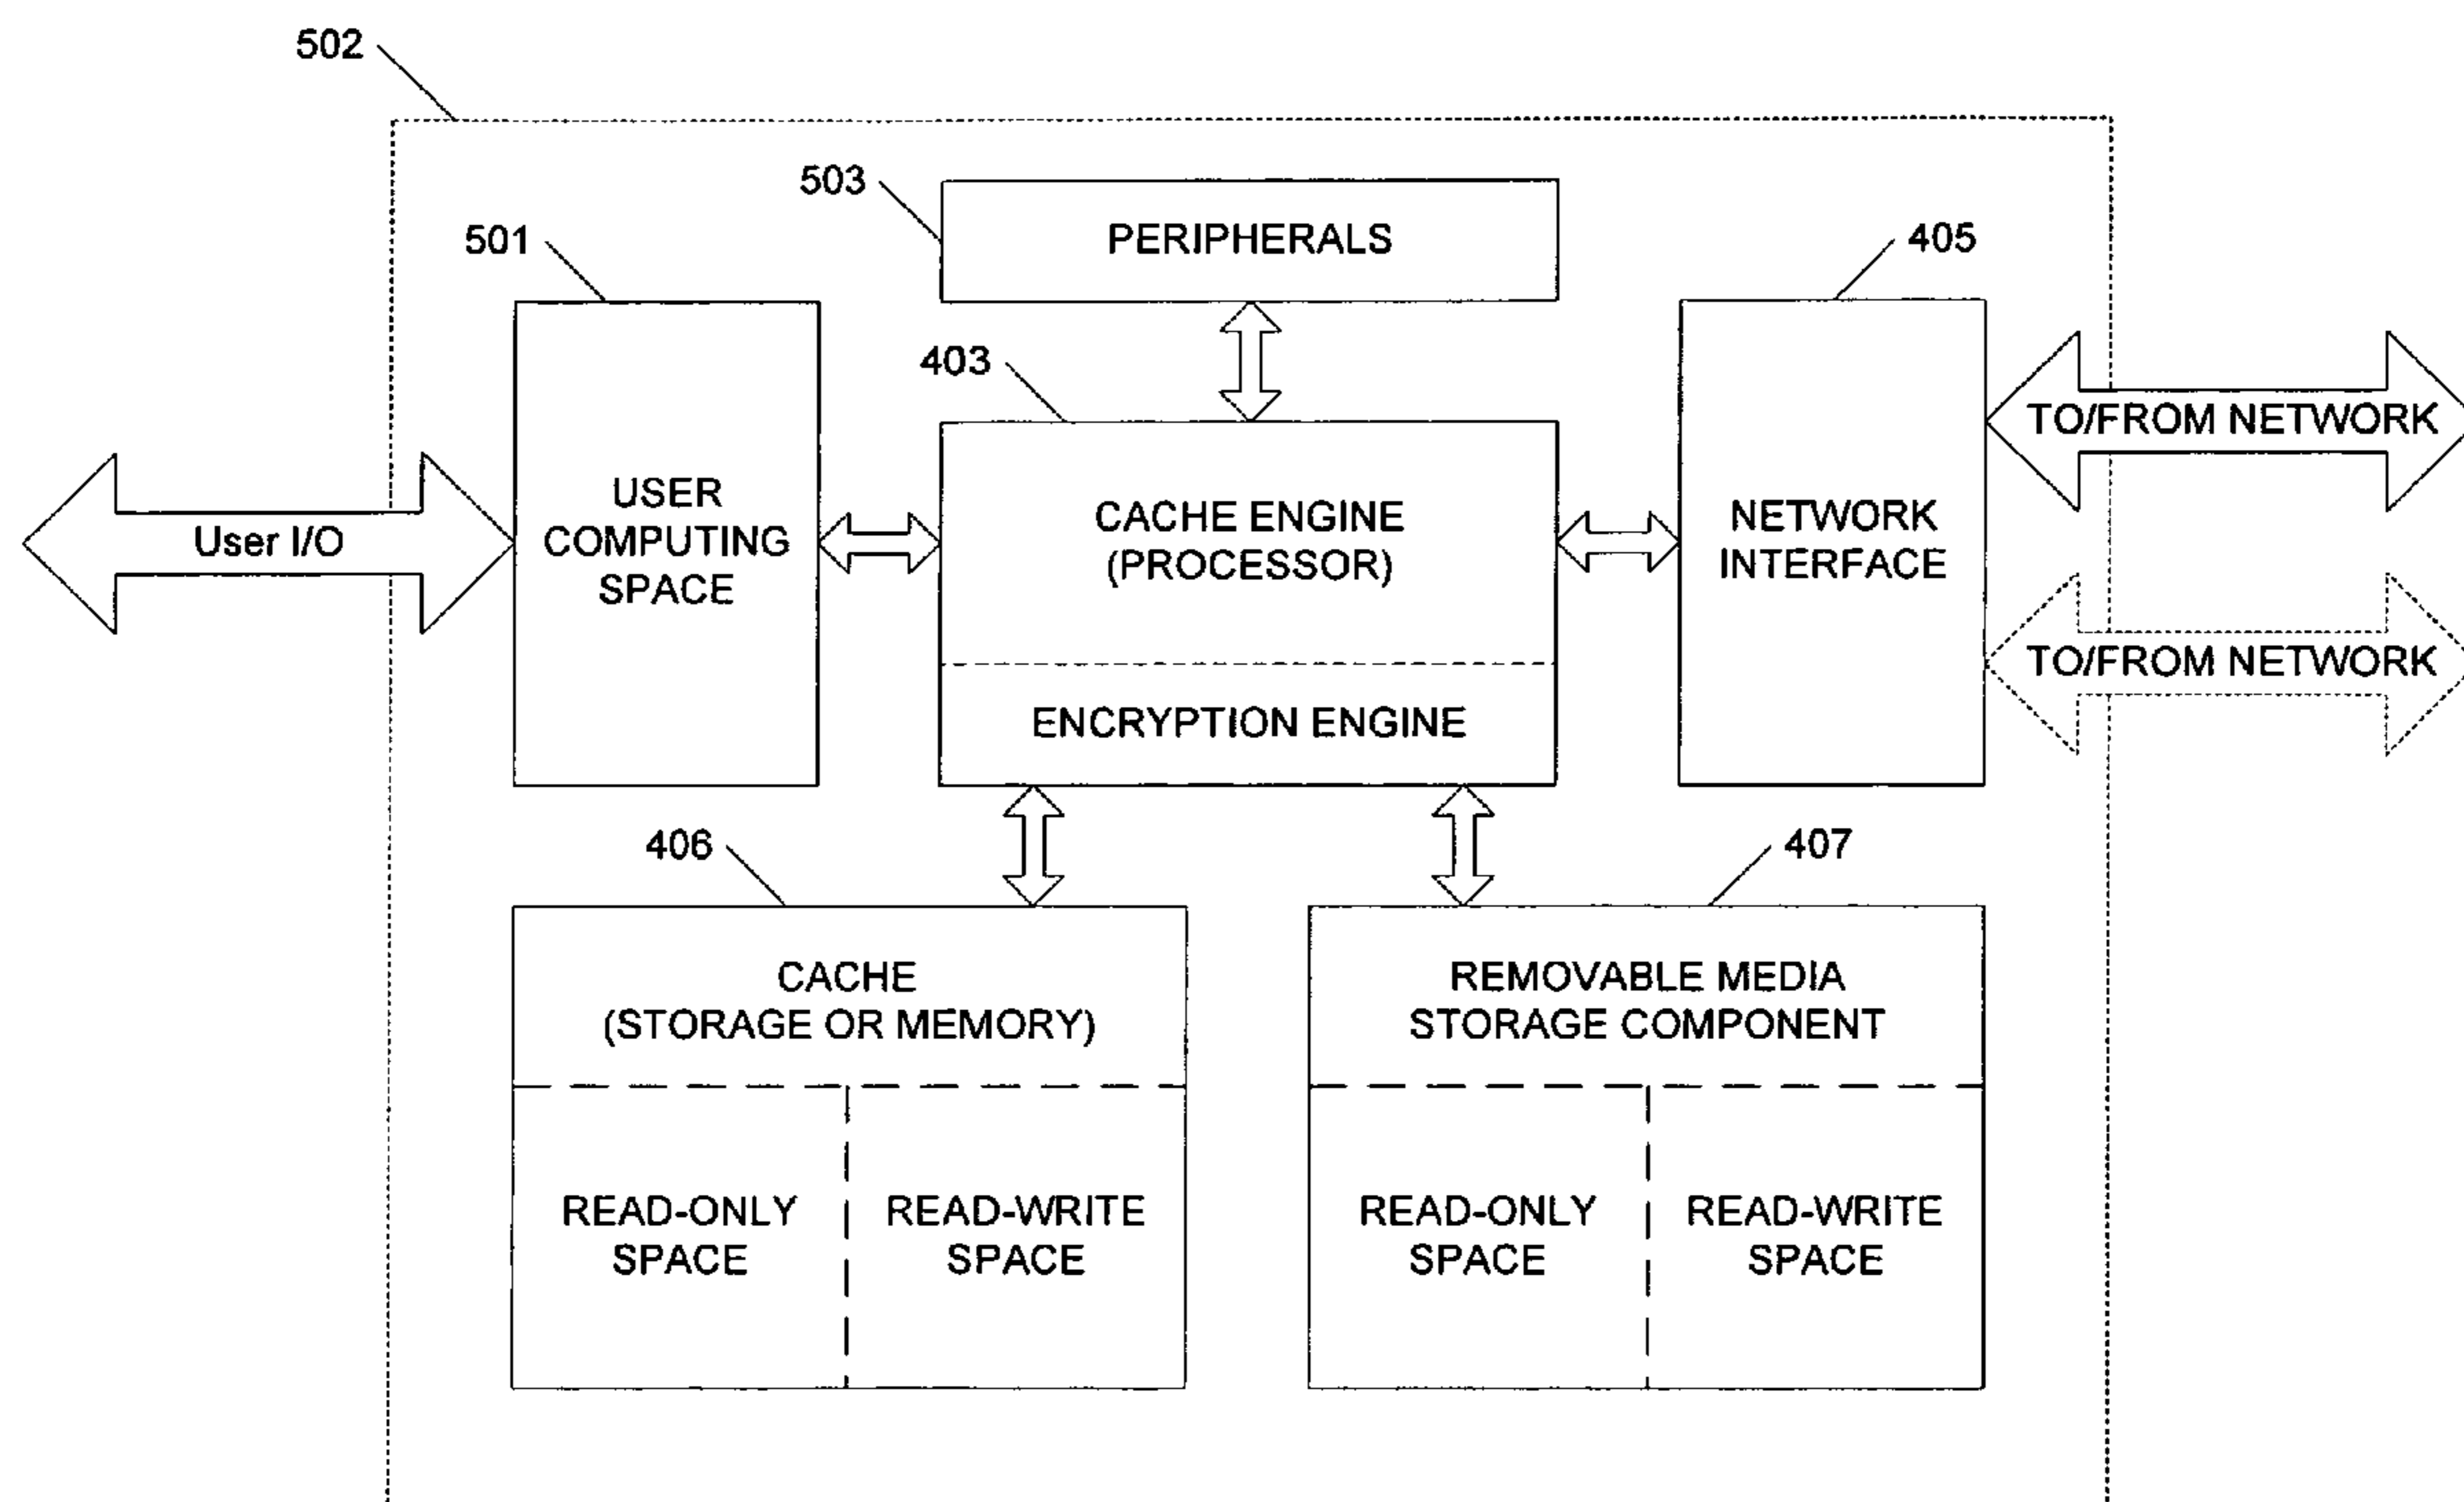 502
503
PERIPHERALS
501
405
403
TO/FROM NETWORK
User I/O
USER
COMPUTING
SPACE
CACHE ENGINE
(PROCESSOR)
NETWORK
INTERFACE
TO/FROM NETWORK
ENCRYPTION ENGINE
406
407
CACHE
(STORAGE OR MEMORY)
REMOVABLE MEDIA
STORAGE COMPONENT
READ-ONLY
SPACE
READ-WRITE
SPACE
READ-ONLY
SPACE
READ-WRITE
SPACE